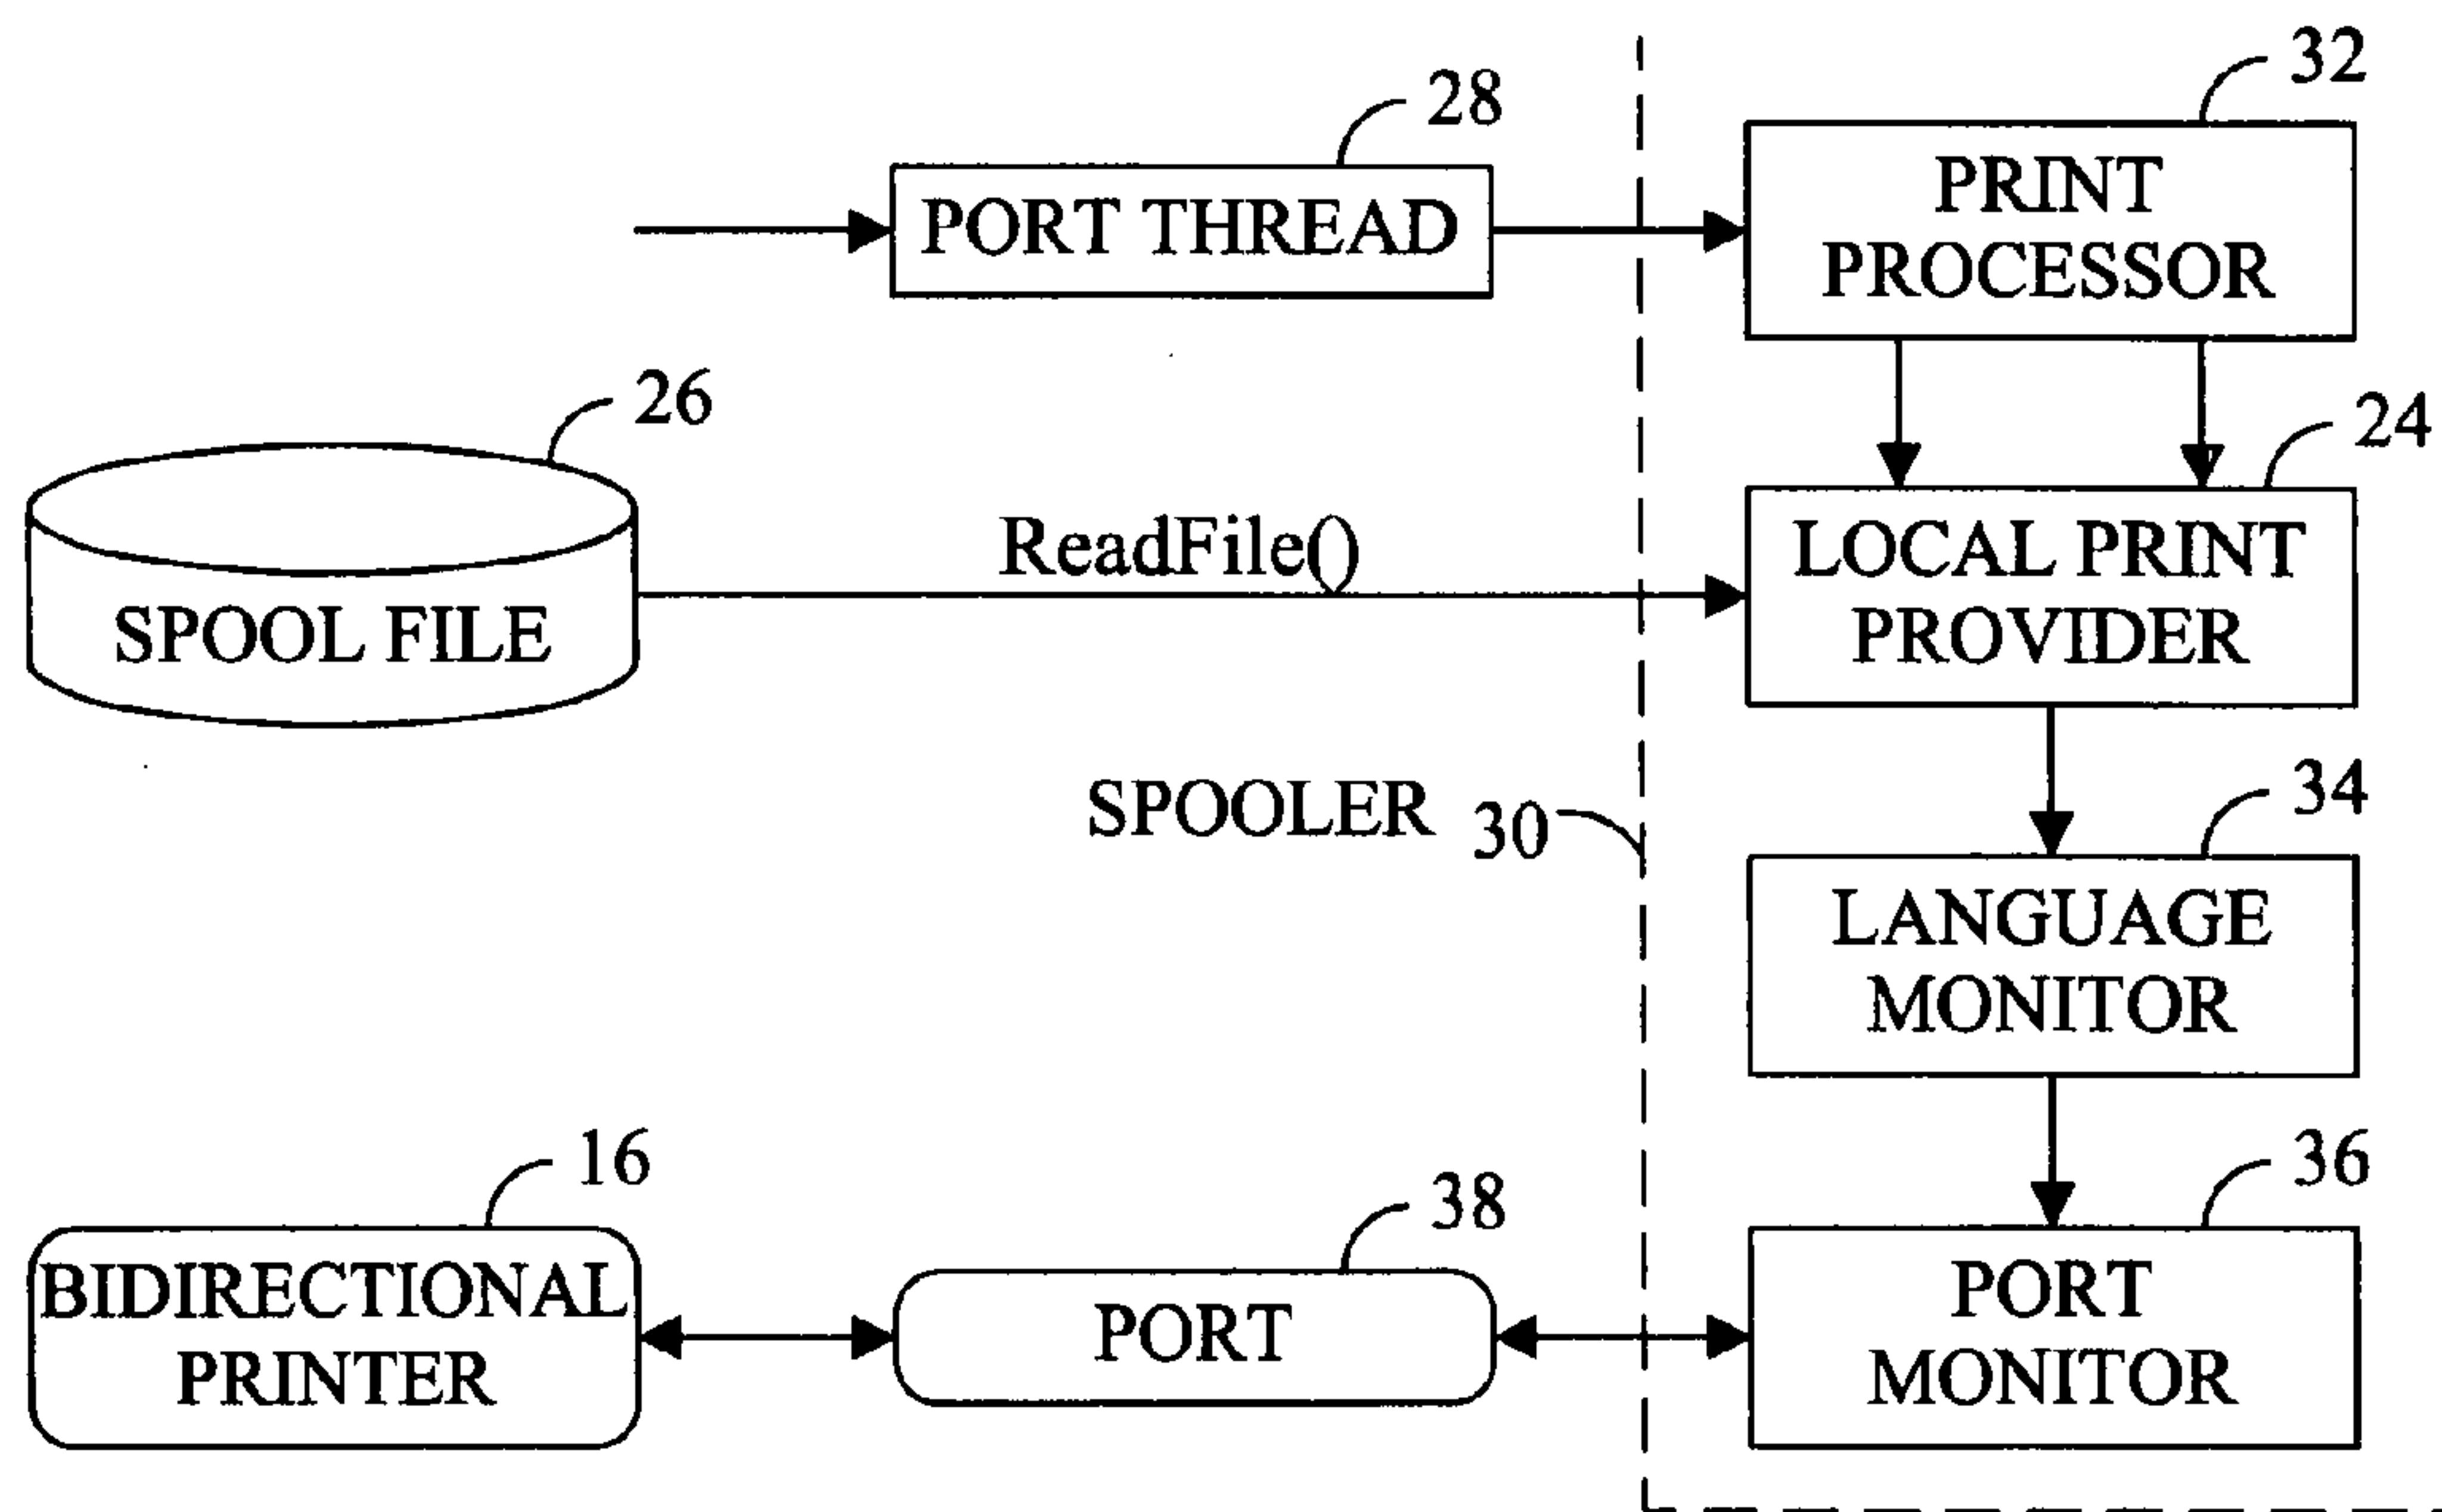 32
28
PRINT
PORT THREAD
PROCESSOR
26
24
ReadFile()
LOCAL PRINT
SPOOL FILE
PROVIDER
34
SPOOLER 30
LANGUAGE
MONITOR
16
36
38
BIDIRECTIONAL
PORT
PORT
PRINTER
MONITOR